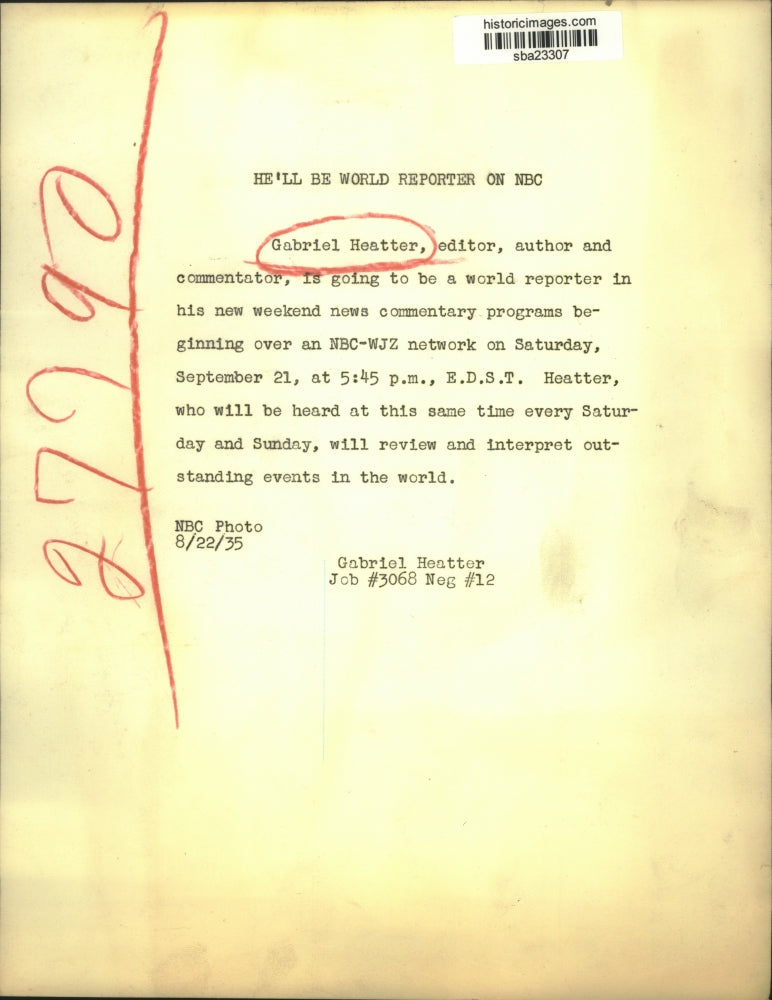 historicimages.com
sba23307
HE'LL BE WORLD REPORTER ON NBC
Gabriel Heatter, editor, author and
commentator, is going to be a world reporter in
his new weekend news commentary programs be-
ginning over an NBC-WJZ network on Saturday,
September 21, at 5:45 p.m., E.D.S.T. Heatter,
who will be heard at this same time every Satur-
day and Sunday, will review and interpret out-
standing events in the world.
NBC Photo
8/22/35
Gabriel Heatter
Job #3068 Neg #12